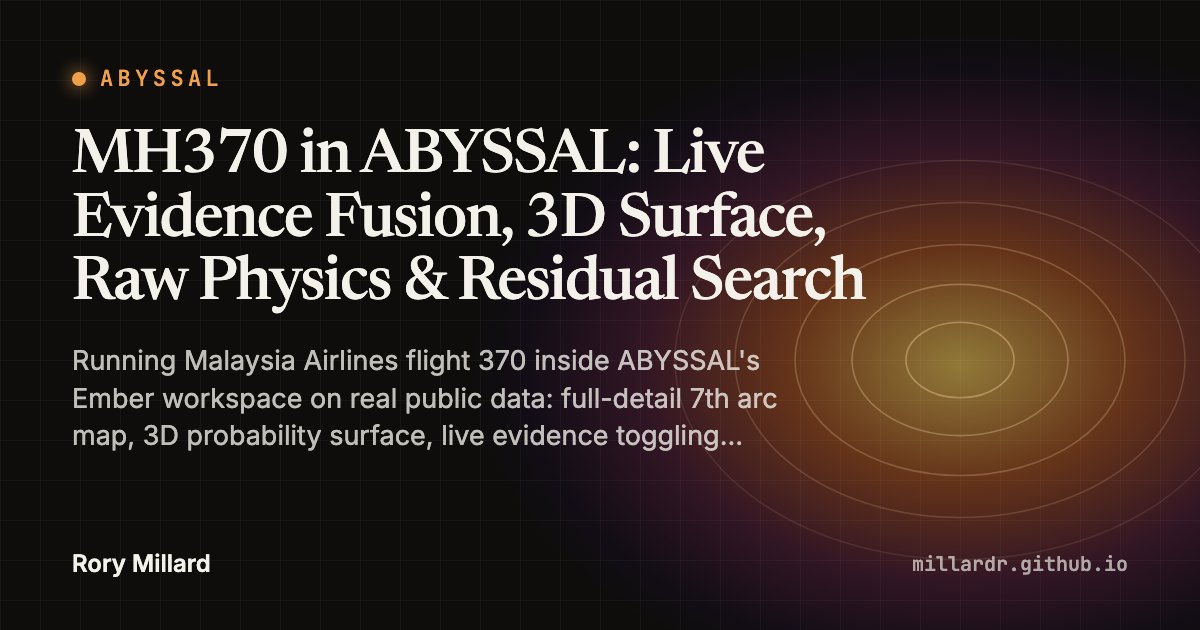 ABYSSAL
MH370 in ABYSSAL: Live
Evidence Fusion, 3D Surface,
Raw Physics & Residual Search
Running Malaysia Airlines flight 370 inside ABYSSAL's
Ember workspace on real public data: full-detail 7th arc
map, 3D probability surface, live evidence toggling...
Rory Millard
millardr.github.io